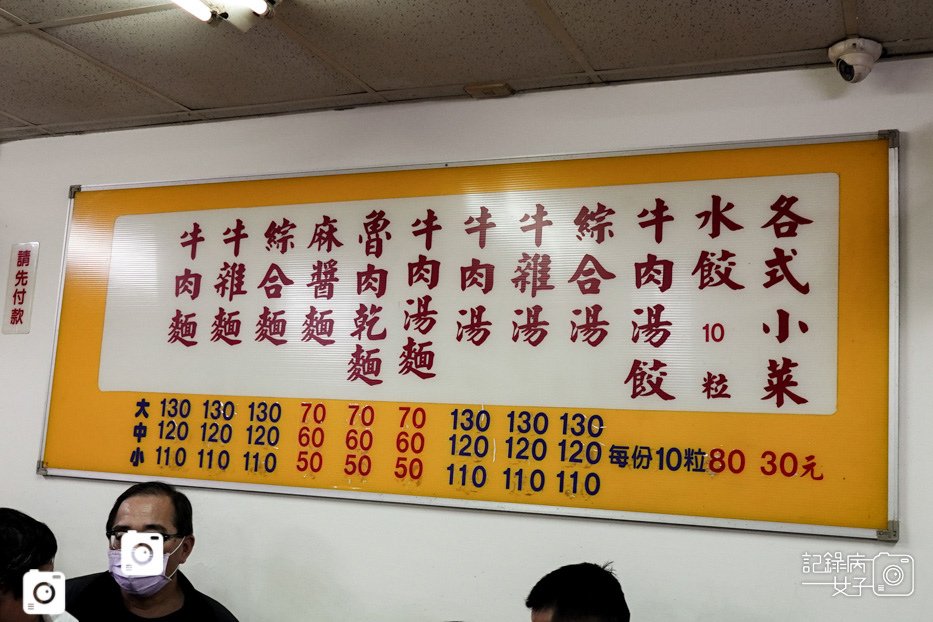 請先付款
牛肉麵
牛雜麵
綜合麵
麻醬麵
魯肉乾麵
牛肉湯麵
牛肉湯
牛雜湯
綜合湯
牛肉湯餃
水餃10粒
各式小菜
大 130 130 130 70 70 70 130 130 130
中 120 120 120 60 60 60 120 120 120 每份10粒80 30元
小 110 110 110 50 50 50 110 110 110
記錄病
女子